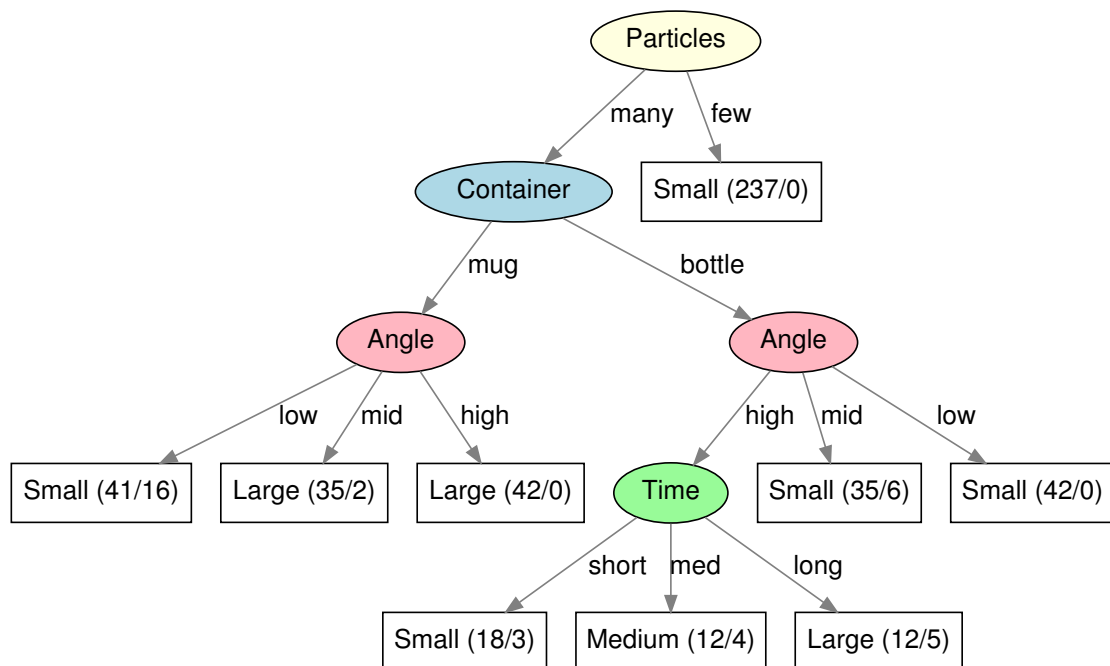 Particles
many
few
Container
Small (237/0)
mug
bottle
Angle
Angle
low
mid
high
high
mid
low
Small (41/16)
Large (35/2)
Large (42/0)
Time
Small (35/6)
Small (42/0)
short
med
long
Small (18/3)
Medium (12/4)
Large (12/5)